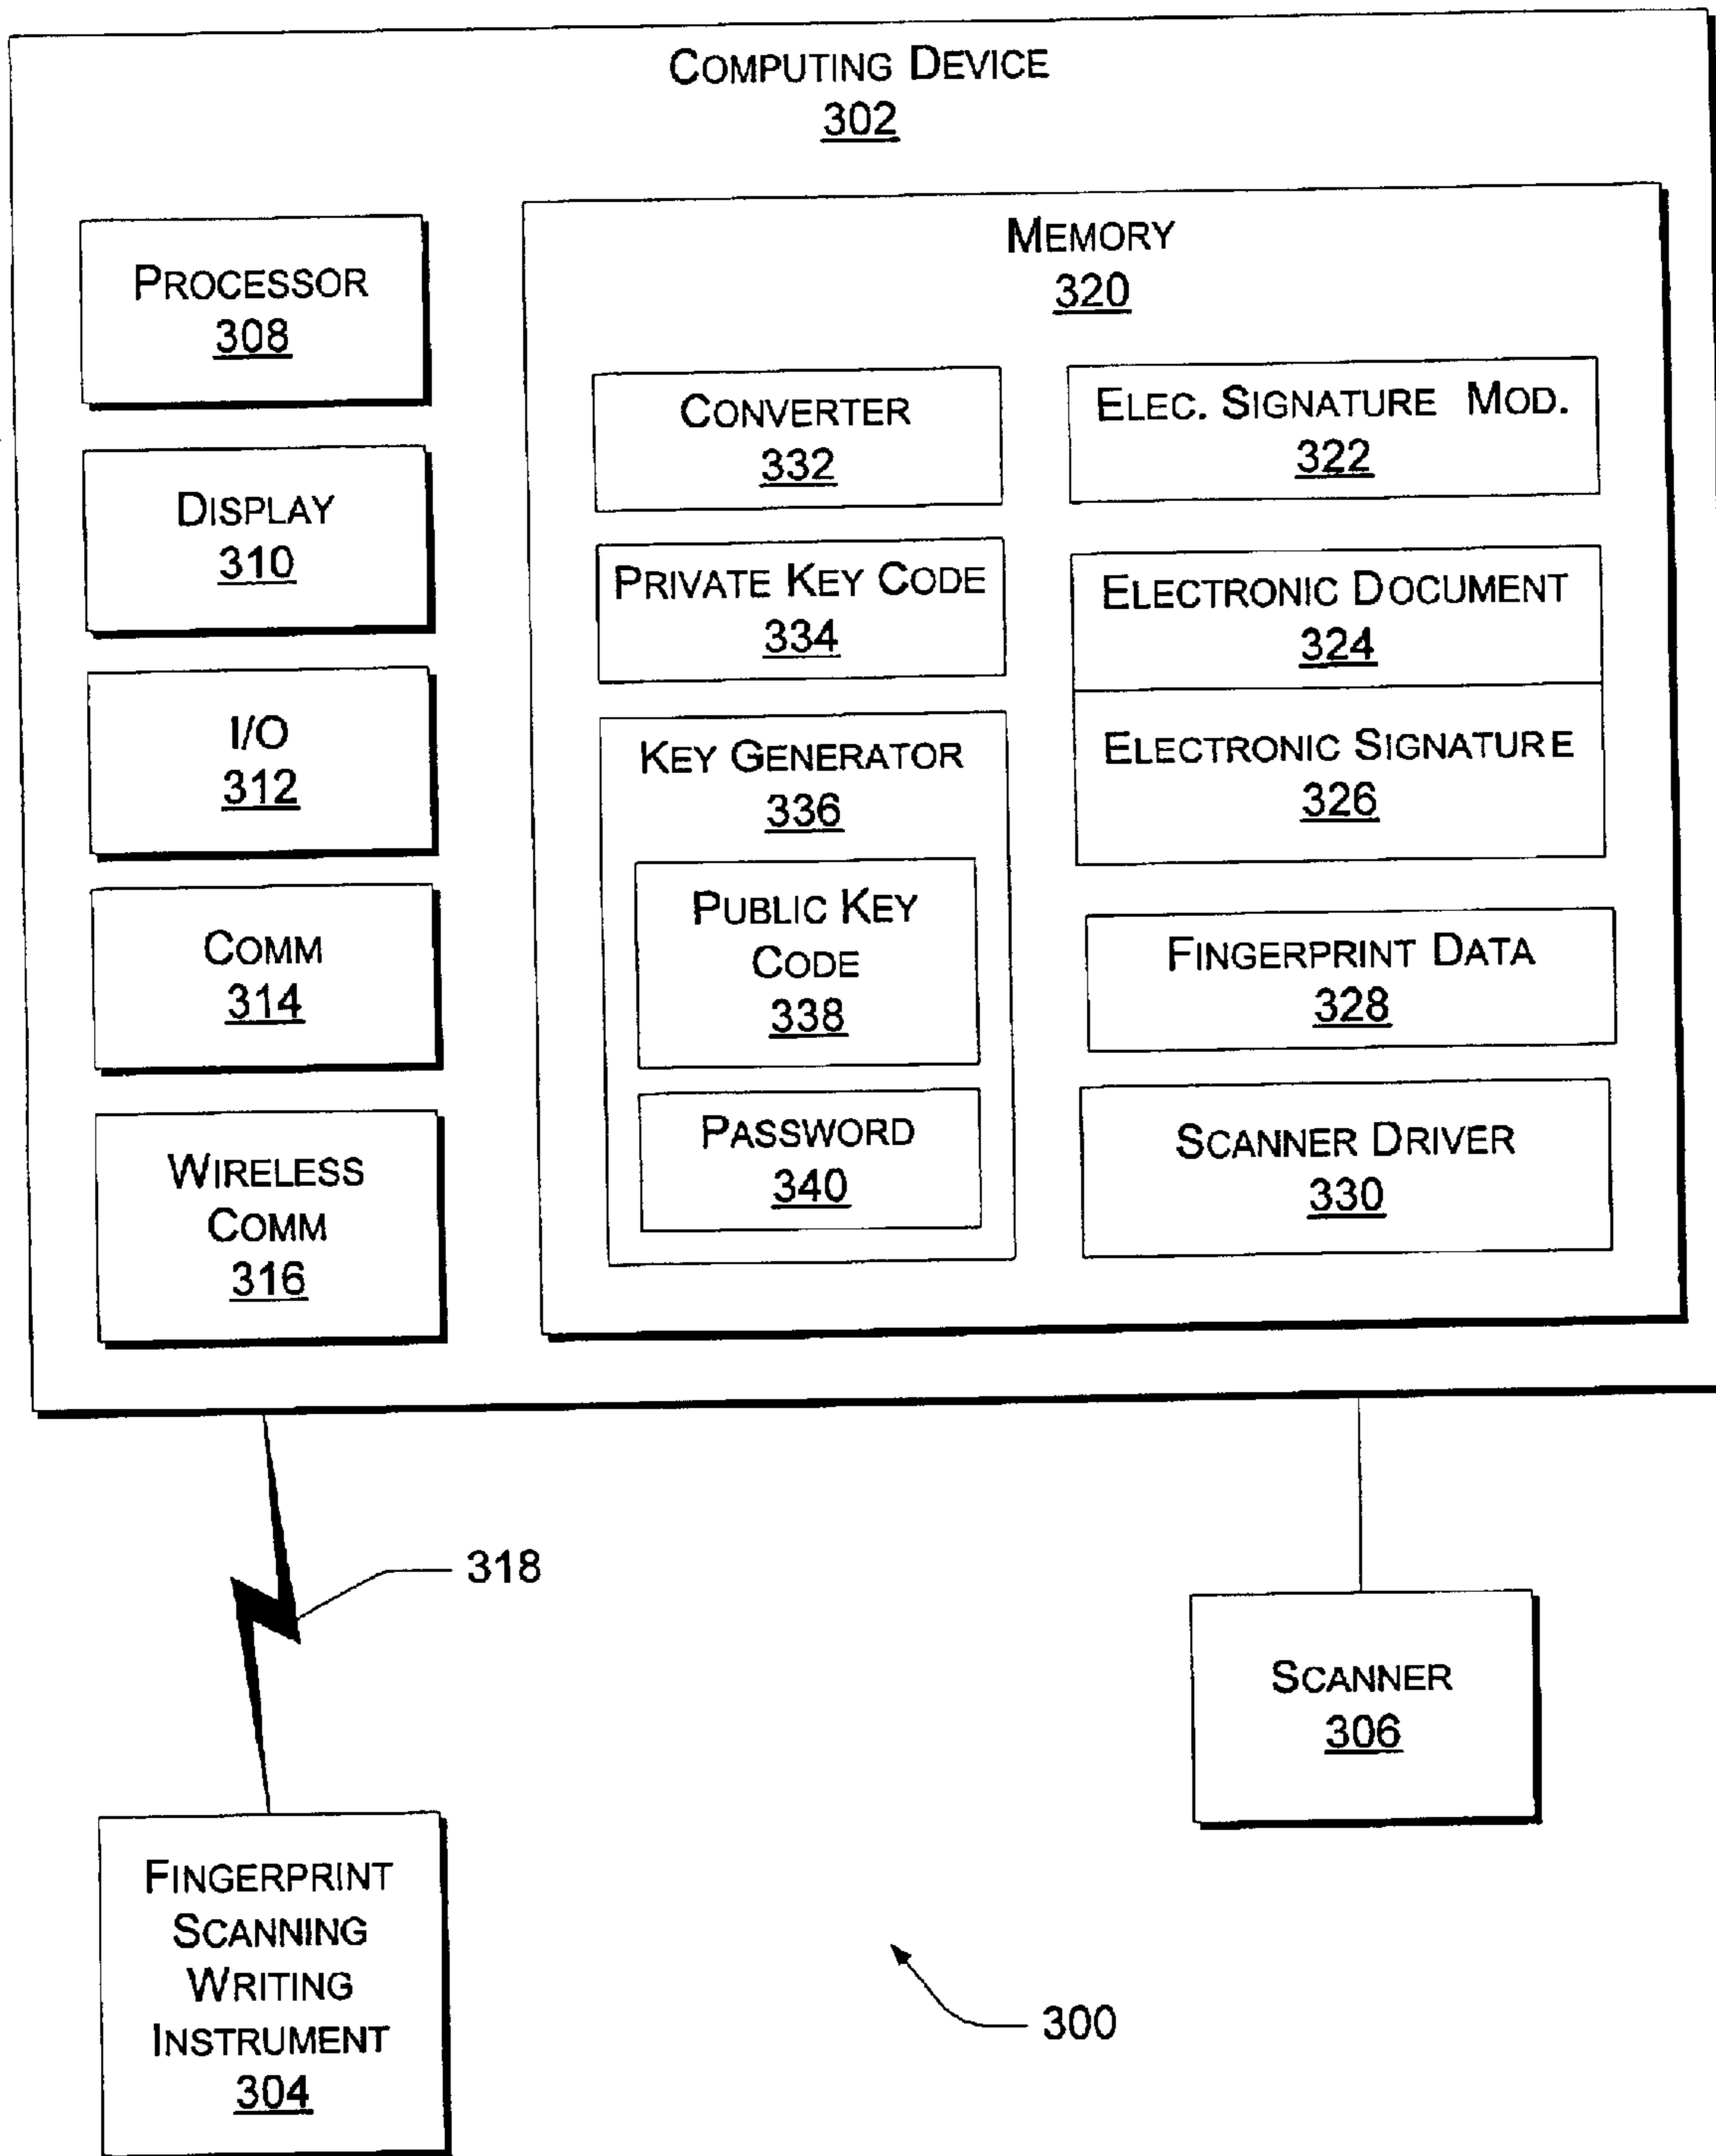 COMPUTING DEVICE
302
PROCESSOR
308
DISPLAY
310
I/O
312
COMM
314
WIRELESS
COMM
316
MEMORY
320
CONVERTER
332
PRIVATE KEY CODE
334
KEY GENERATOR
336
PUBLIC KEY
CODE
338
PASSWORD
340
ELEC. SIGNATURE MOD.
322
ELECTRONIC DOCUMENT
324
ELECTRONIC SIGNATURE
326
FINGERPRINT DATA
328
SCANNER DRIVER
330
318
SCANNER
306
FINGERPRINT
SCANNING
WRITING
INSTRUMENT
304
300